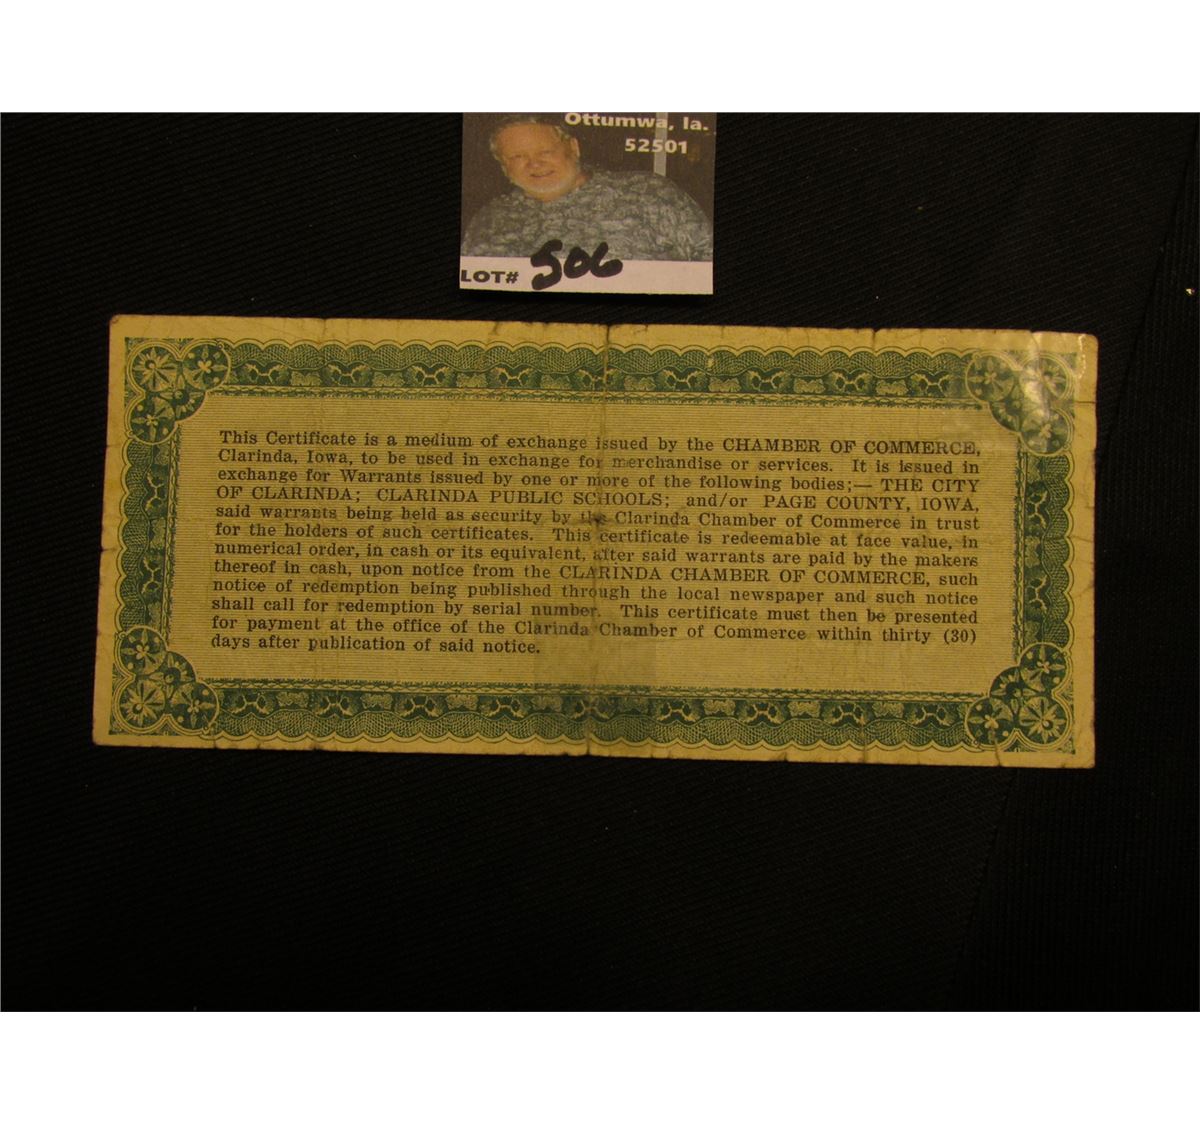 Ottumwa, Ia.
52501
LOT# 506
This Certificate is a medium of exchange issued by the CHAMBER OF COMMERCE,
Clarinda, Iowa, to be used in exchange for merchandise or services. It is issued in
exchange for Warrants issued by one or more of the following bodies;— THE CITY
OF CLARINDA; CLARINDA PUBLIC SCHOOLS; and/or PAGE COUNTY, IOWA,
said warrants being held as security by the Clarinda Chamber of Commerce in trust
for the holders of such certificates. This certificate is redeemable at face value, in
numerical order, in cash or its equivalent, after said warrants are paid by the makers
thereof in cash, upon notice from the CLARINDA CHAMBER OF COMMERCE, such
notice of redemption being published through the local newspaper and such notice
shall call for redemption by serial number. This certificate must then be presented
for payment at the office of the Clarinda Chamber of Commerce within thirty (30)
days after publication of said notice.